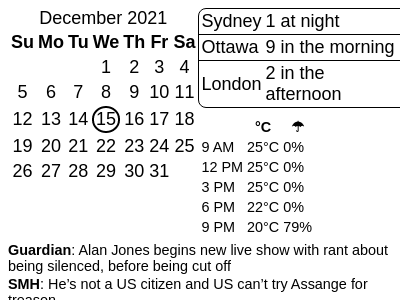 December 2021
Su Mo Tu We Th Fr Sa
1 2 3 4
5 6 7 8 9 10 11
12 13 14 15 16 17 18
19 20 21 22 23 24 25
26 27 28 29 30 31
Sydney 1 at night
Ottawa 9 in the morning
London 2 in the
afternoon
°C ☂
9 AM 25°C 0%
12 PM 25°C 0%
3 PM 25°C 0%
6 PM 22°C 0%
9 PM 20°C 79%
Guardian: Alan Jones begins new live show with rant about
being silenced, before being cut off
SMH: He’s not a US citizen and US can’t try Assange for
treason